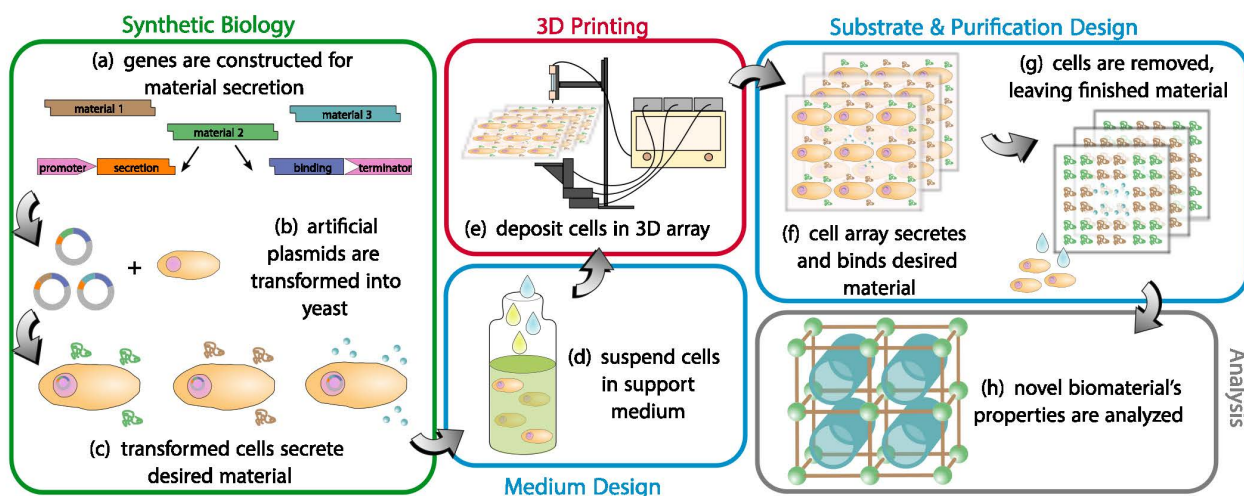 Synthetic Biology
(a) genes are constructed for
material secretion
material 1
material 2
material 3
promoter
secretion
binding
terminator
(b) artificial
plasmids are
transformed into
yeast
+
(c) transformed cells secrete
desired material
Medium Design
(d) suspend cells
in support
medium
3D Printing
(e) deposit cells in 3D array
Substrate & Purification Design
(f) cell array secretes
and binds desired
material
(g) cells are removed,
leaving finished material
Analysis
(h) novel biomaterial's
properties are analyzed